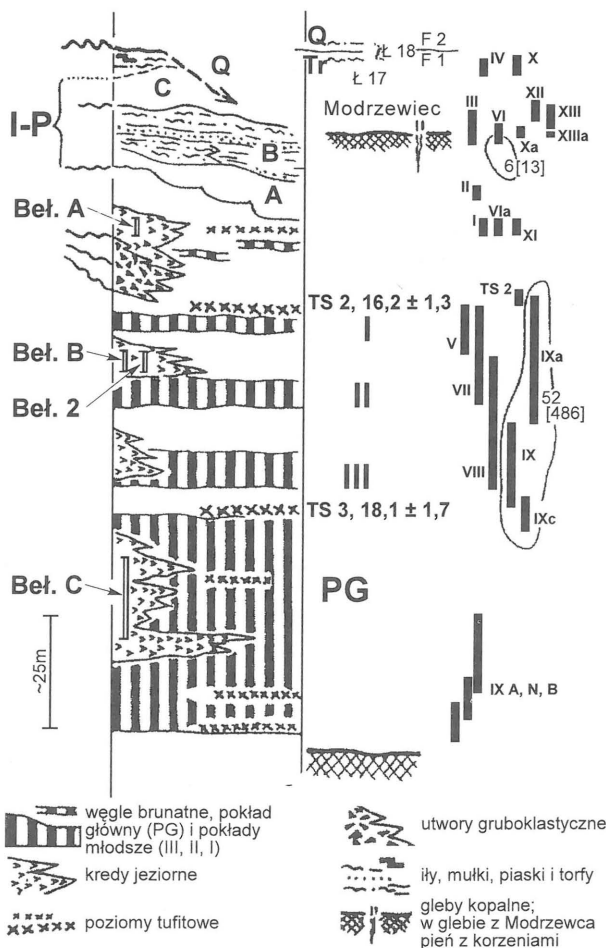 Q
F 2
Ł 18
Tr
F 1
Ł 17
IV
X
Q
C
I-P
Modrzewiec
III
XII
VI
XIII
Xa
XIIIa
6[13]
B
A
Beł. A
II
I
VIa
XI
TS 2, 16,2 ± 1,3
TS 2
I
V
IXa
Beł. B
Beł. 2
II
VII
52
[486]
III
VIII
IX
TS 3, 18,1 ± 1,7
IXc
Beł. C
PG
~25m
IX A, N, B
węgle brunatne, pokład
główny (PG) i pokłady
młodsze (III, II, I)
kredy jeziorne
poziomy tufitowe
utwory gruboklastyczne
iły, mułki, piaski i torfy
gleby kopalne;
w glebie z Modrzewca
pień z korzeniami